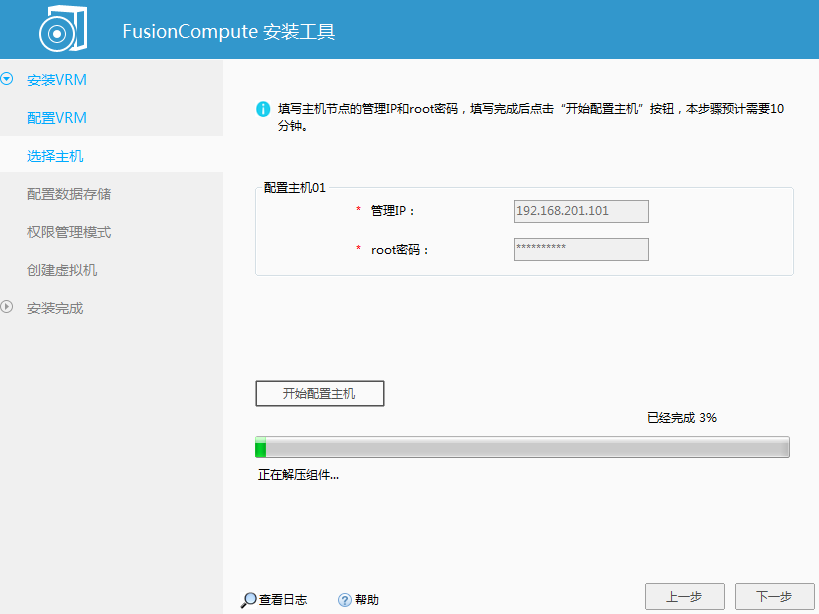 FusionCompute 安装工具
安装VRM
配置VRM
选择主机
配置数据存储
权限管理模式
创建虚拟机
安装完成
填写主机节点的管理IP和root密码，填写完成后点击“开始配置主机”按钮，本步骤预计需要10
分钟。
配置主机01
* 管理IP： 192.168.201.101
* root密码： **********
开始配置主机
已经完成 3%
正在解压组件...
查看日志 帮助 上一步 下一步